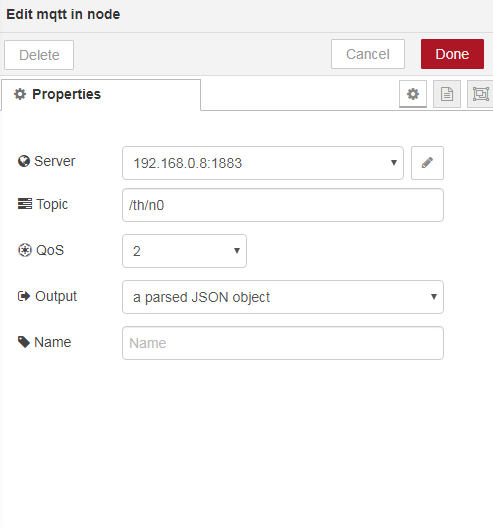 Edit mqtt in node
Delete Cancel Done
Properties
Server 192.168.0.8:1883
Topic /th/n0
QoS 2
Output a parsed JSON object
Name Name